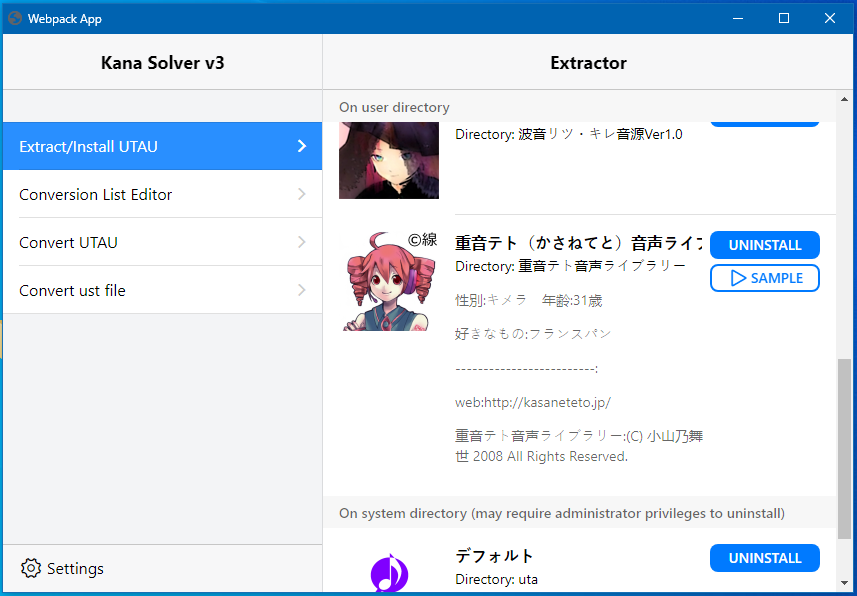 Webpack App
Kana Solver v3
Extractor
Extract/Install UTAU
Conversion List Editor
Convert UTAU
Convert ust file
Settings
On user directory
Directory: 波音リツ・キレ音源Ver1.0
©線
重音テト（かさねてと）音声ライブ
Directory: 重音テト音声ライブラリー
UNINSTALL
SAMPLE
性別:キメラ　年齢:31歳
好きなもの:フランスパン
-------------------------:
web:http://kasaneteto.jp/
重音テト音声ライブラリー:(C) 小山乃舞
世 2008 All Rights Reserved.
On system directory (may require administrator privileges to uninstall)
デフォルト
Directory: uta
UNINSTALL